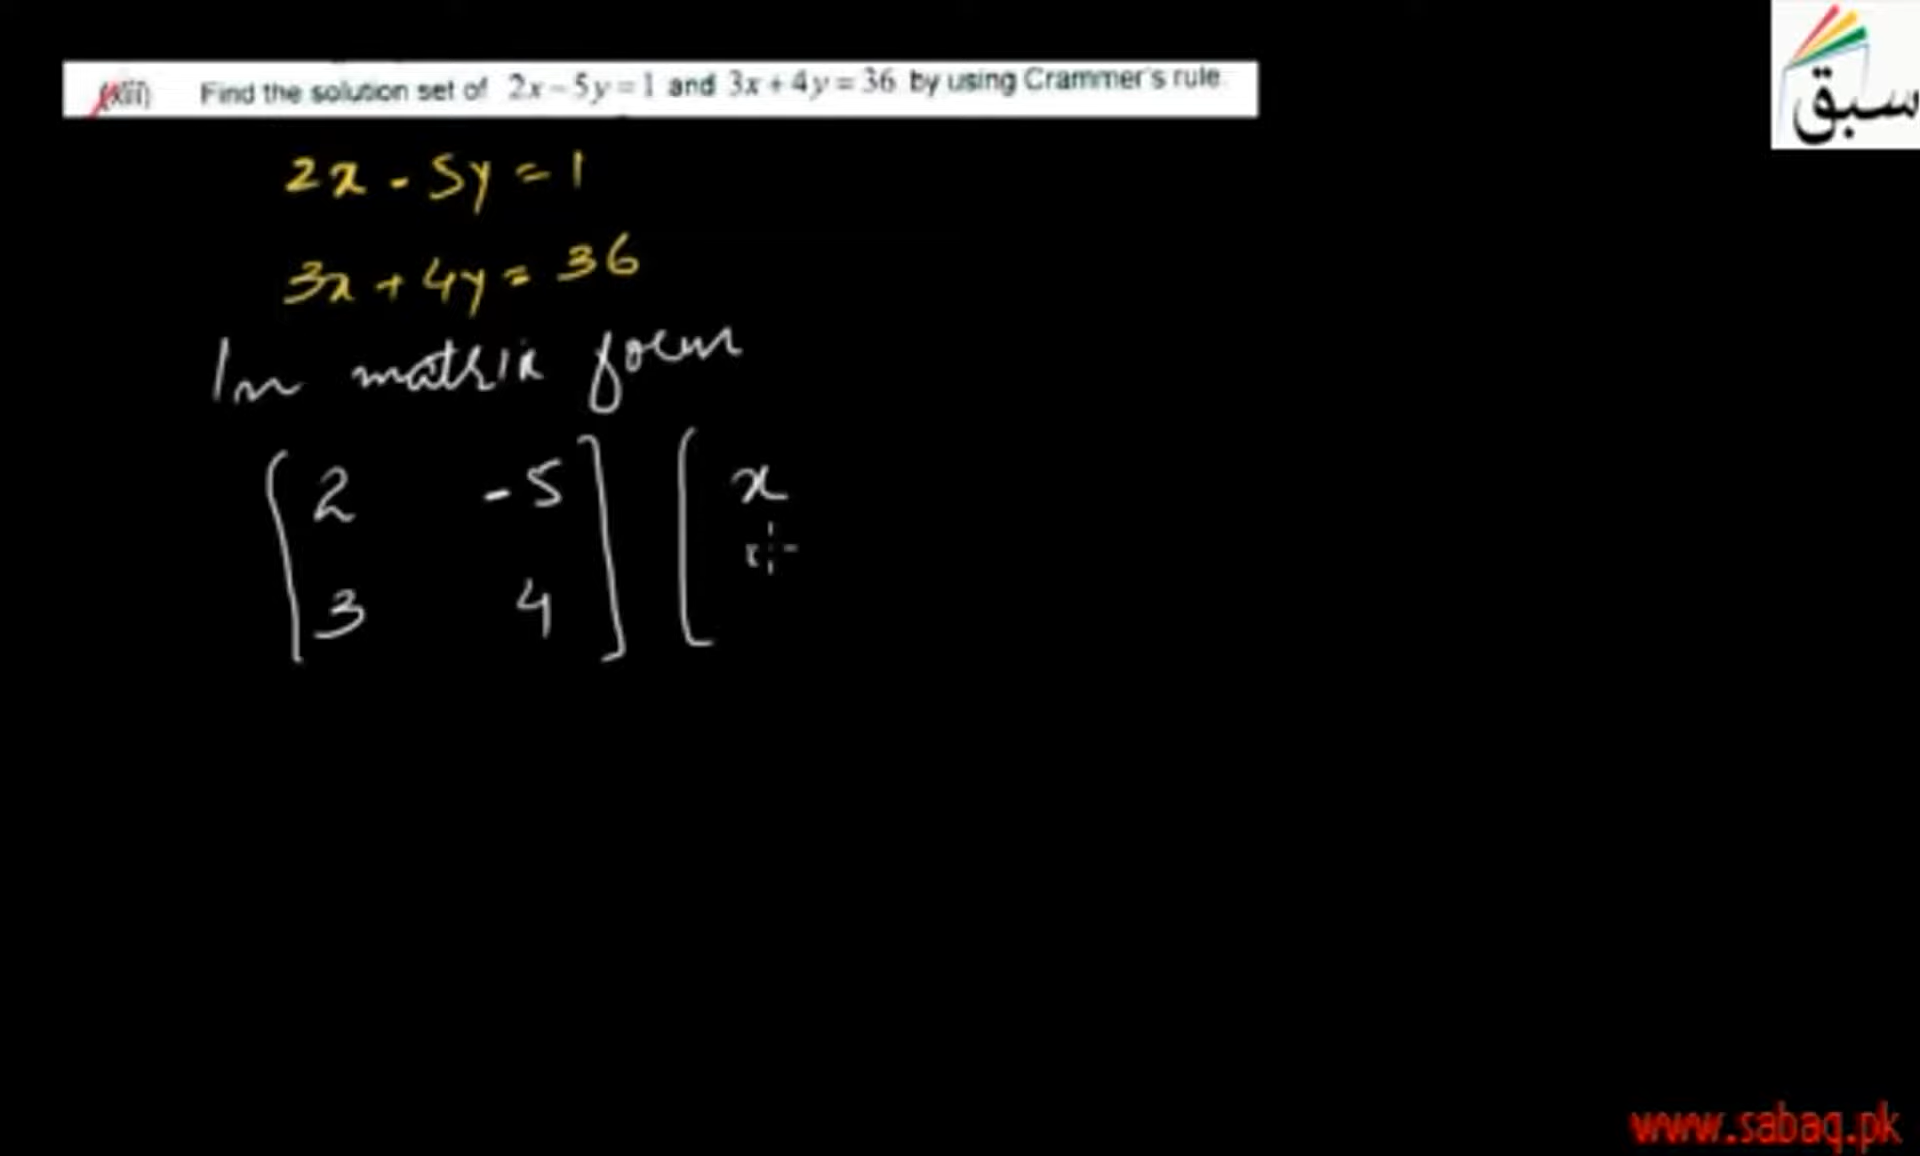 (xiii) Find the solution set of 2x-5y=1 and 3x+4y=36 by using Crammer's rule.
سبق
2x - 5y = 1
3x + 4y = 36
In matrix form
[2 -5] [x
3 4]
www.sabaq.pk